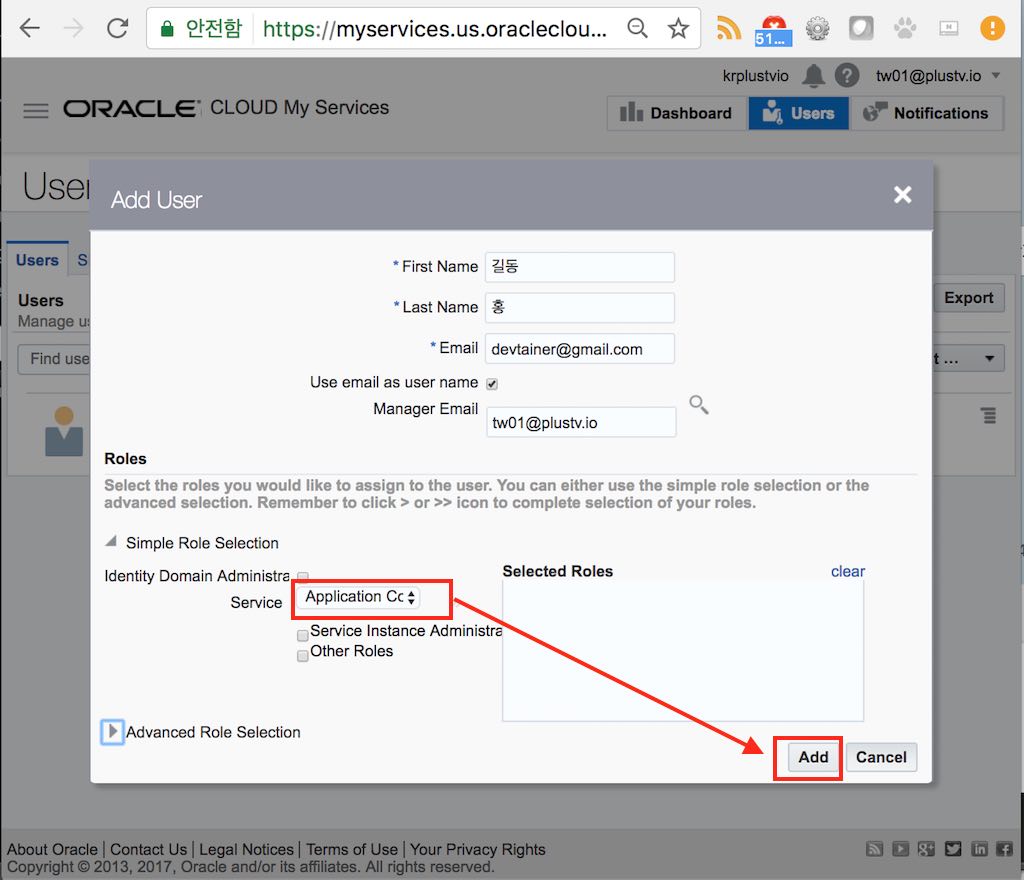 안전함 https://myservices.us.oracleclou...
51...
krplustvio tw01@plustv.io
ORACLE CLOUD My Services
Dashboard Users Notifications
User
Add User
Users S
Users
Manage us
Export
Find use
t ...
* First Name 길동
* Last Name 홍
* Email devtainer@gmail.com
Use email as user name
Manager Email tw01@plustv.io
Roles
Select the roles you would like to assign to the user. You can either use the simple role selection or the
advanced selection. Remember to click > or >> icon to complete selection of your roles.
Simple Role Selection
Identity Domain Administra
Service Application Co
Service Instance Administra
Other Roles
Selected Roles clear
Advanced Role Selection
Add Cancel
About Oracle | Contact Us | Legal Notices | Terms of Use | Your Privacy Rights
Copyright © 2013, 2017, Oracle and/or its affiliates. All rights reserved.